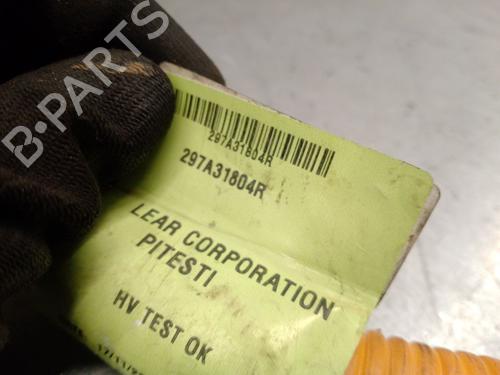 B-PARTS
297A31804R
297A31804R
LEAR CORPORATION
PITESTI
HV TEST OK